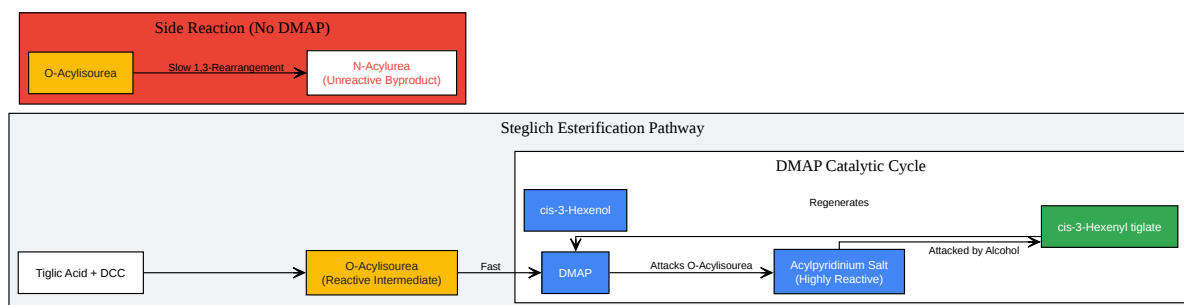 Side Reaction (No DMAP)
O-Acylisourea
Slow 1,3-Rearrangement
N-Acylurea
(Unreactive Byproduct)
Steglich Esterification Pathway
DMAP Catalytic Cycle
cis-3-Hexenol
Regenerates
cis-3-Hexenyl tiglate
Attacked by Alcohol
Tiglic Acid + DCC
O-Acylisourea
(Reactive Intermediate)
Fast
DMAP
Attacks O-Acylisourea
Acylpyridinium Salt
(Highly Reactive)